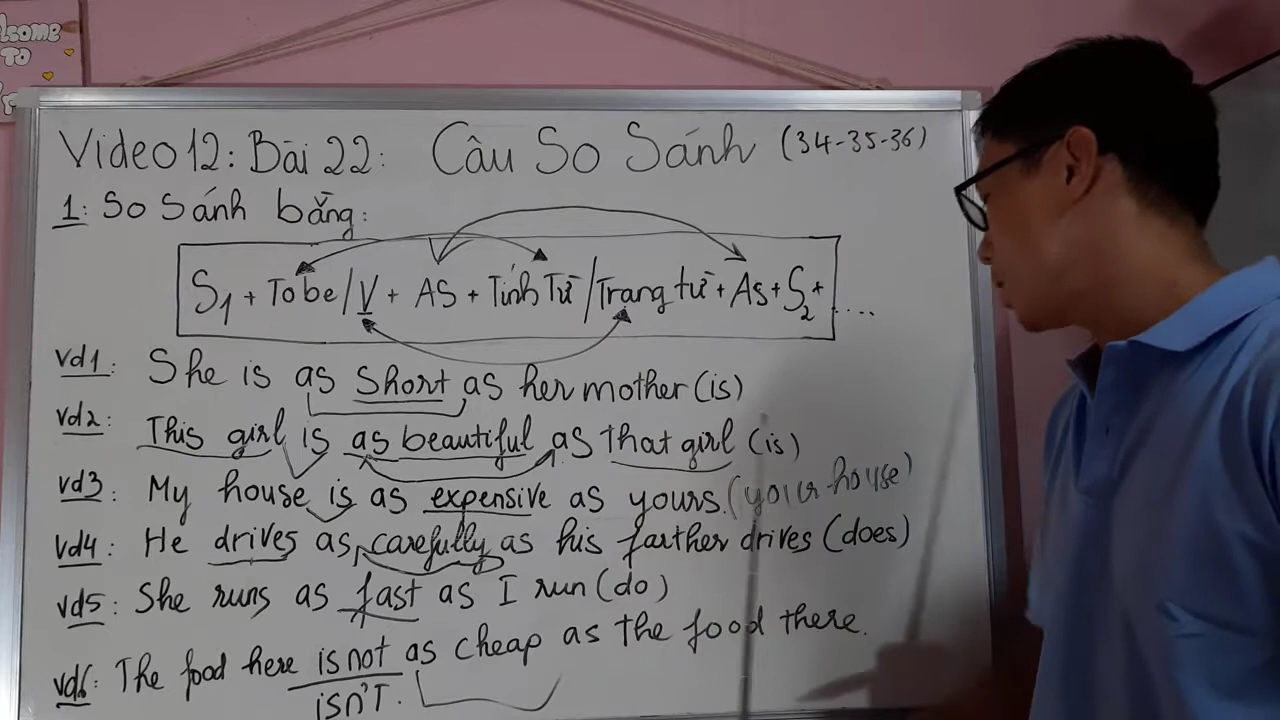 elcome
TO
Video 12: Bài 22: Câu So Sánh (34-35-36)
1: So Sánh bằng:
S1 + Tobe/V + AS + Tính Từ/Trang từ + As + S2 + ....
vd1: She is as short as her mother (is)
vd2: This girl is as beautiful as that girl (is)
vd3: My house is as expensive as yours. (your house)
vd4: He drives as carefully as his farther drives (does)
vd5: She runs as fast as I run (do)
vd6: The food here is not as cheap as the food there.
isn't.